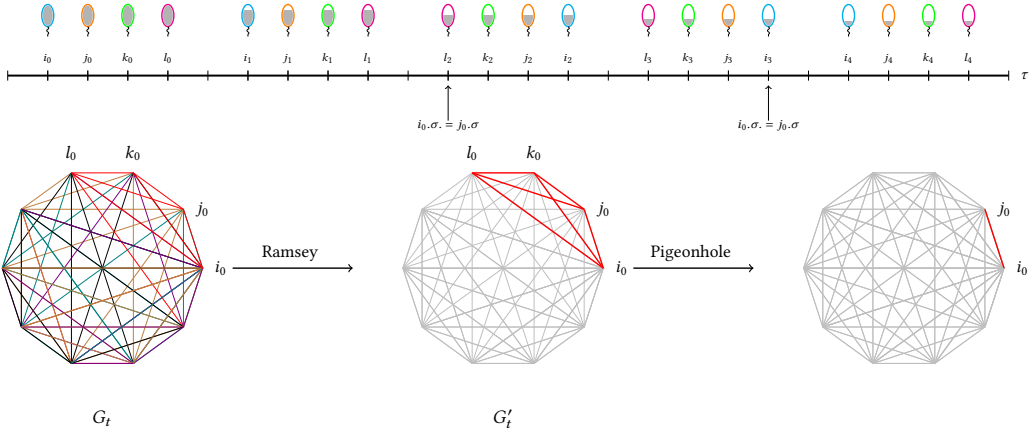 i₀ j₀ k₀ l₀ i₁ j₁ k₁ l₁ l₂ k₂ j₂ i₂ l₃ k₃ j₃ i₃ i₄ j₄ k₄ l₄
τ
i₀.σ. = j₀.σ i₀.σ. = j₀.σ
l₀ k₀ l₀ k₀
j₀ j₀ j₀
Ramsey Pigeonhole
i₀ i₀ i₀
Gₜ G′ₜ